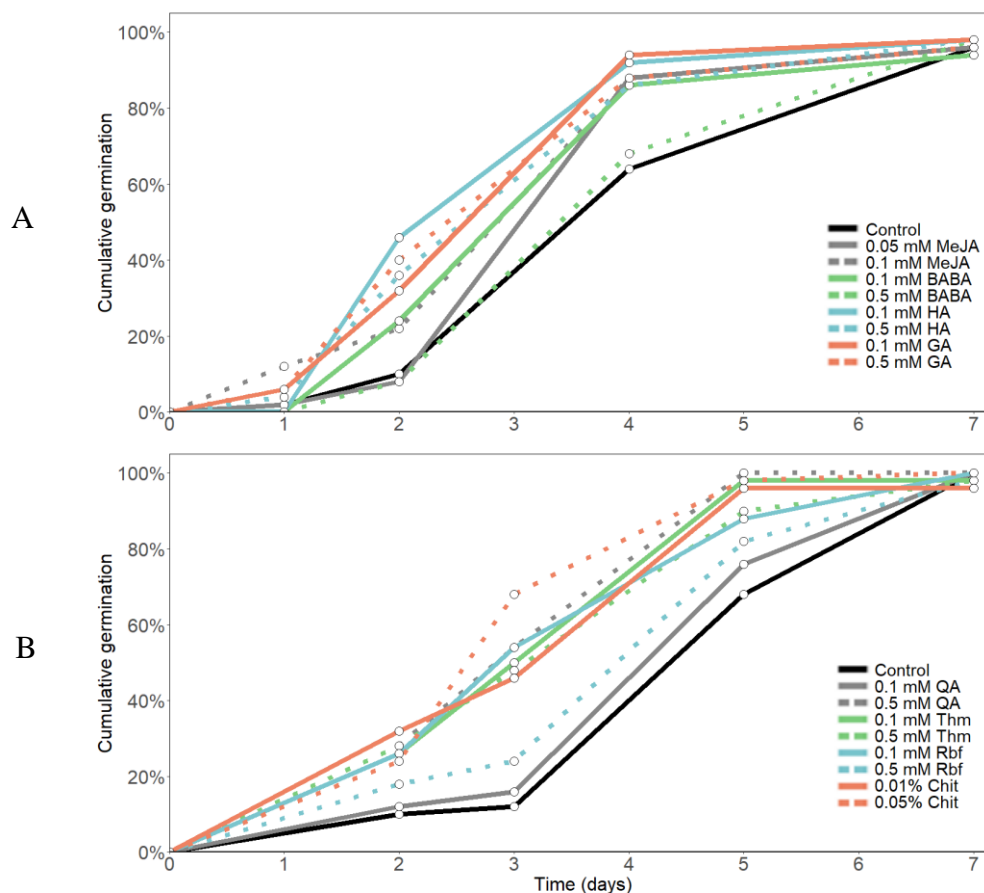 A
Cumulative germination
100%
80%
60%
40%
20%
0%
0 1 2 3 4 5 6 7
Control
0.05 mM MeJA
0.1 mM MeJA
0.1 mM BABA
0.5 mM BABA
0.1 mM HA
0.5 mM HA
0.1 mM GA
0.5 mM GA
B
Cumulative germination
100%
80%
60%
40%
20%
0%
0 1 2 3 4 5 6 7
Time (days)
Control
0.1 mM QA
0.5 mM QA
0.1 mM Thm
0.5 mM Thm
0.1 mM Rbf
0.5 mM Rbf
0.01% Chit
0.05% Chit